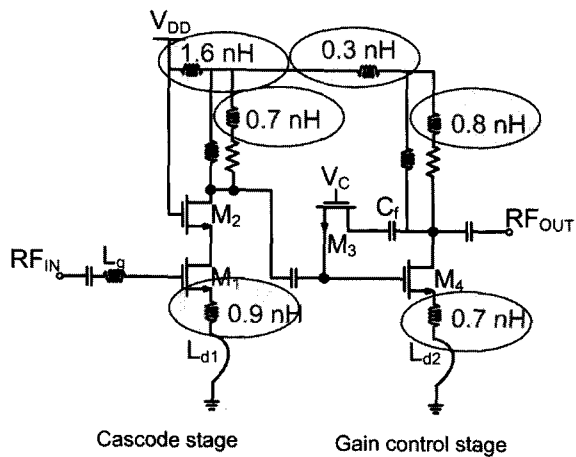 V_DD
1.6 nH
0.3 nH
0.7 nH
0.8 nH
V_C
C_f
M_2
M_3
RF_OUT
RF_IN
L_g
M_1
M_4
0.9 nH
0.7 nH
L_d1
L_d2
Cascode stage
Gain control stage